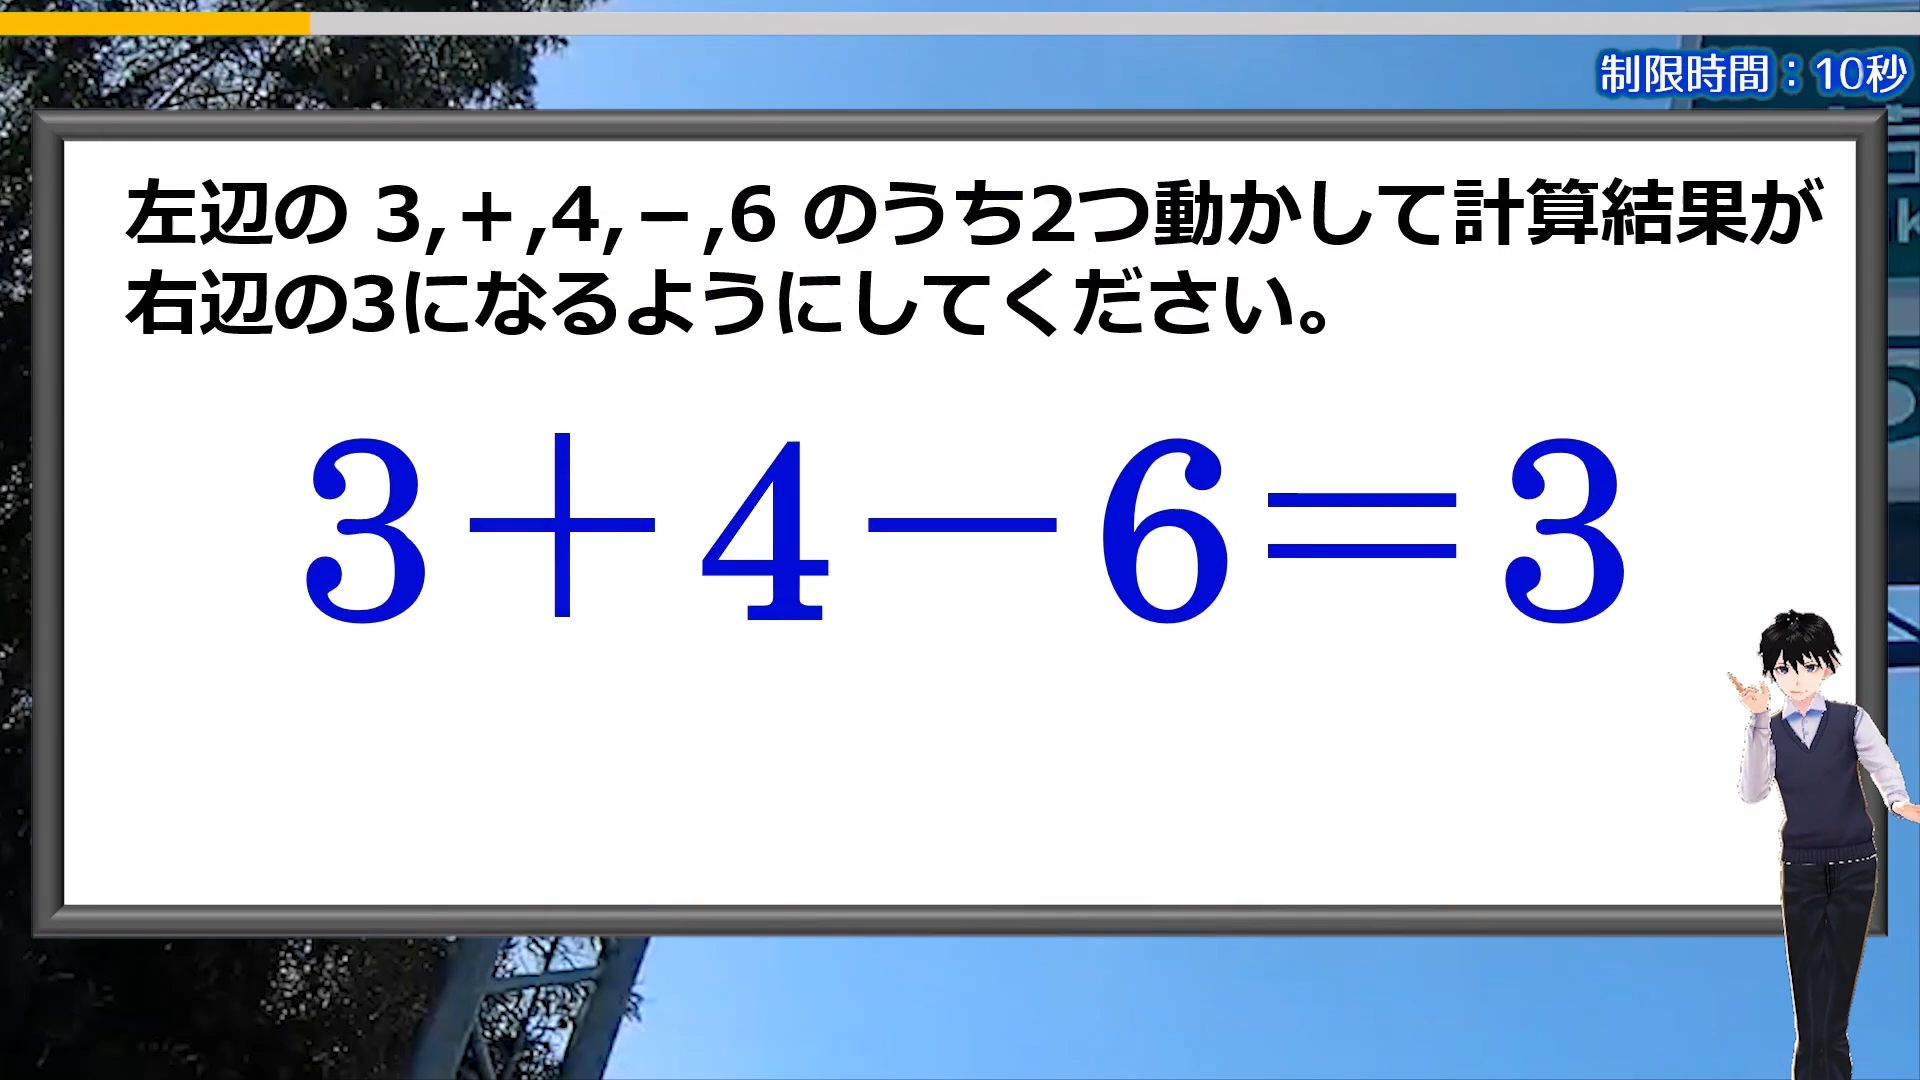 制限時間：10秒
左辺の 3,＋,4,－,6 のうち2つ動かして計算結果が
右辺の3になるようにしてください。
3＋4－6＝3